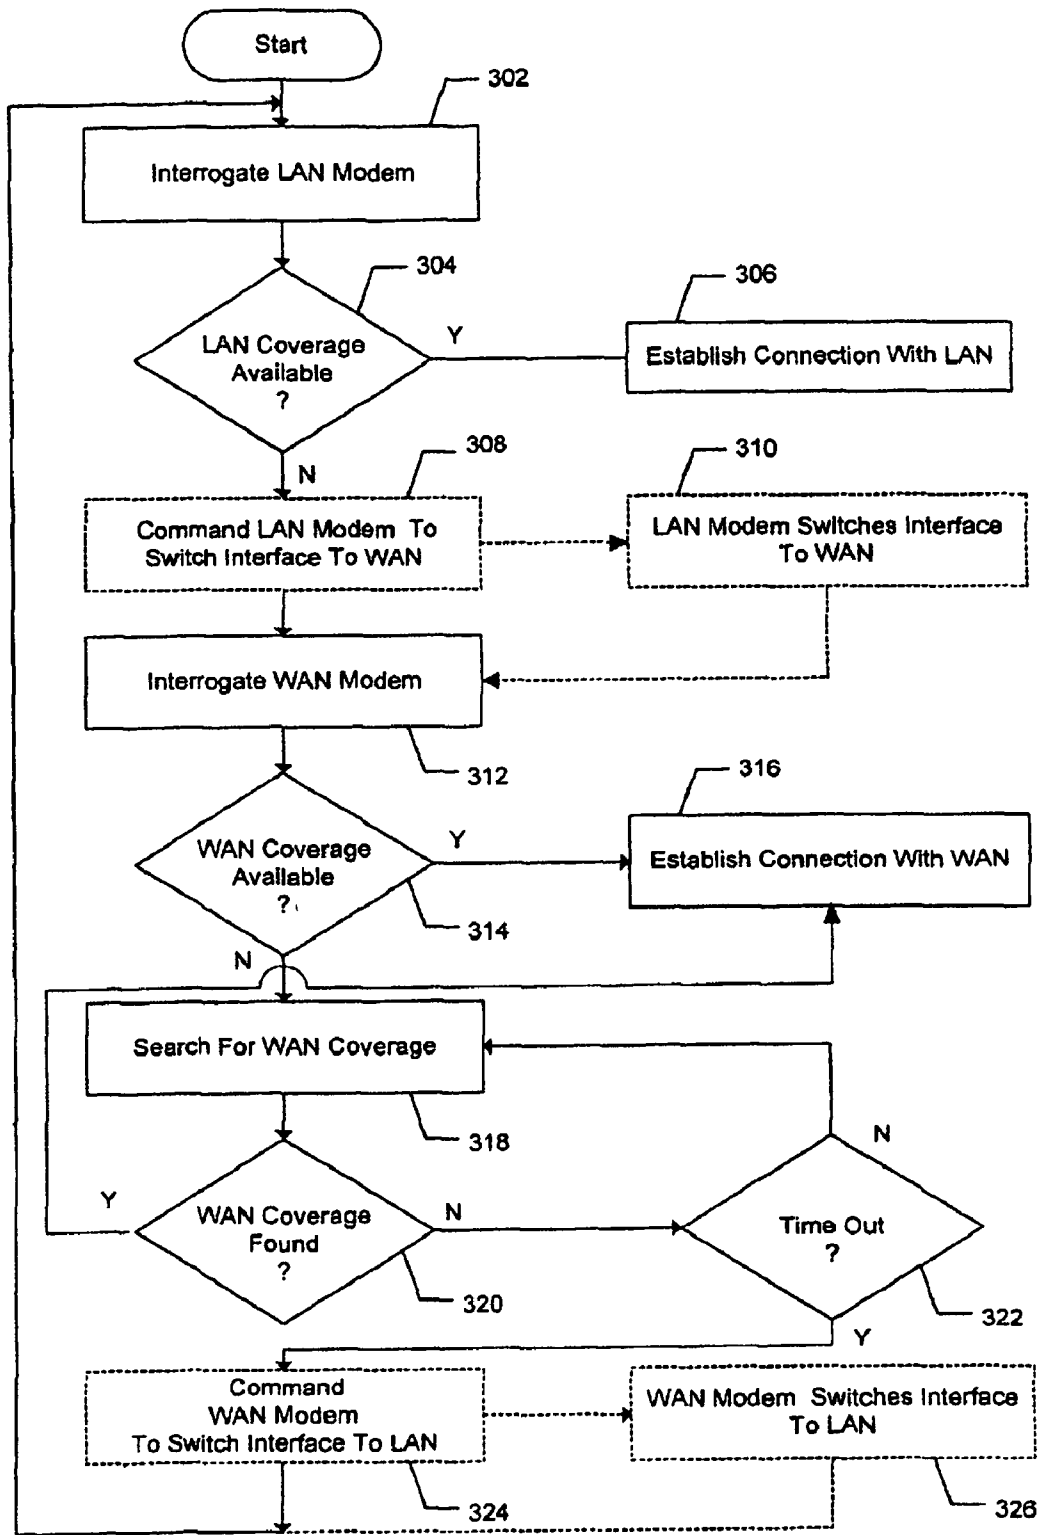 Start
302
Interrogate LAN Modem
304
LAN Coverage
Available
?
Y
306
Establish Connection With LAN
N
308
Command LAN Modem To
Switch Interface To WAN
310
LAN Modem Switches Interface
To WAN
Interrogate WAN Modem
312
WAN Coverage
Available
?
Y
314
316
Establish Connection With WAN
N
Search For WAN Coverage
318
Y
WAN Coverage
Found
?
N
320
N
Time Out
?
322
Y
Command
WAN Modem
To Switch Interface To LAN
324
WAN Modem Switches Interface
To LAN
326